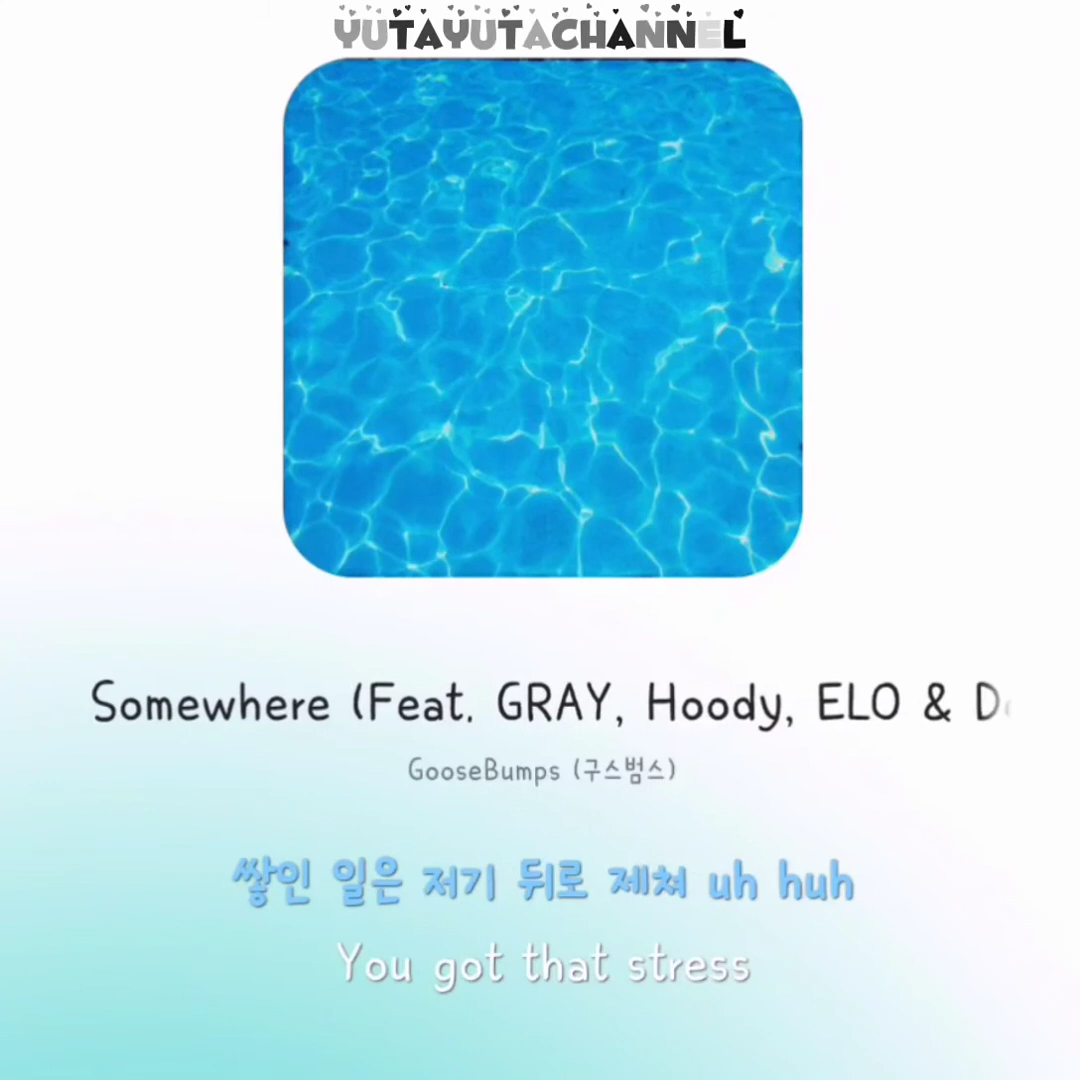 YUTAYUTACHANNEL
Somewhere (Feat. GRAY, Hoody, ELO & D
GooseBumps (구스범스)
쌓인 일은 저기 뒤로 제쳐 uh huh
You got that stress